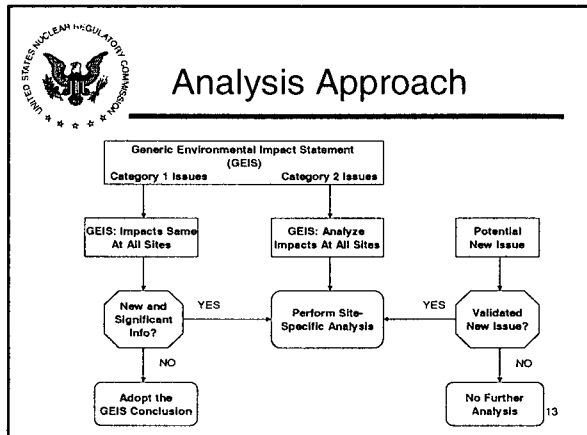 UNITED STATES NUCLEAR REGULATORY COMMISSION
Analysis Approach
Generic Environmental Impact Statement
(GEIS)
Category 1 Issues
Category 2 Issues
GEIS: Impacts Same
At All Sites
GEIS: Analyze
Impacts At All Sites
Potential
New Issue
New and
Significant
Info?
YES
Perform Site-
Specific Analysis
YES
Validated
New Issue?
NO
NO
Adopt the
GEIS Conclusion
No Further
Analysis
13